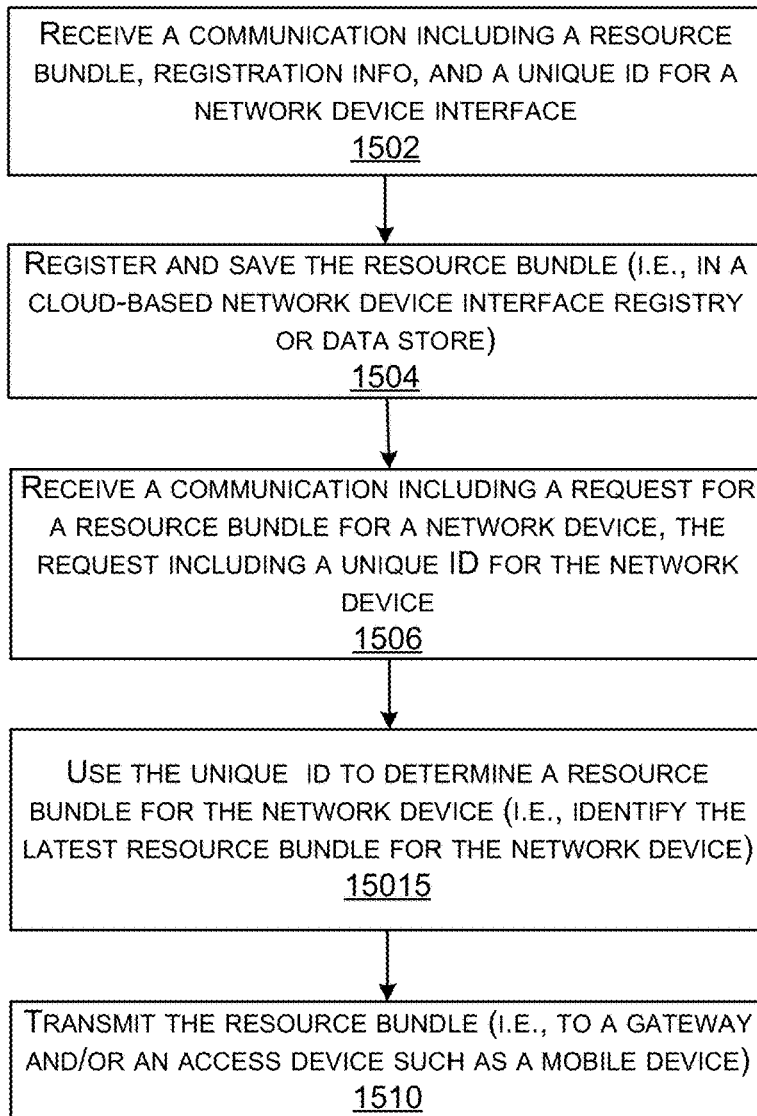 RECEIVE A COMMUNICATION INCLUDING A RESOURCE
BUNDLE, REGISTRATION INFO, AND A UNIQUE ID FOR A
NETWORK DEVICE INTERFACE
1502
REGISTER AND SAVE THE RESOURCE BUNDLE (I.E., IN A
CLOUD-BASED NETWORK DEVICE INTERFACE REGISTRY
OR DATA STORE)
1504
RECEIVE A COMMUNICATION INCLUDING A REQUEST FOR
A RESOURCE BUNDLE FOR A NETWORK DEVICE, THE
REQUEST INCLUDING A UNIQUE ID FOR THE NETWORK
DEVICE
1506
USE THE UNIQUE ID TO DETERMINE A RESOURCE
BUNDLE FOR THE NETWORK DEVICE (I.E., IDENTIFY THE
LATEST RESOURCE BUNDLE FOR THE NETWORK DEVICE)
15015
TRANSMIT THE RESOURCE BUNDLE (I.E., TO A GATEWAY
AND/OR AN ACCESS DEVICE SUCH AS A MOBILE DEVICE)
1510